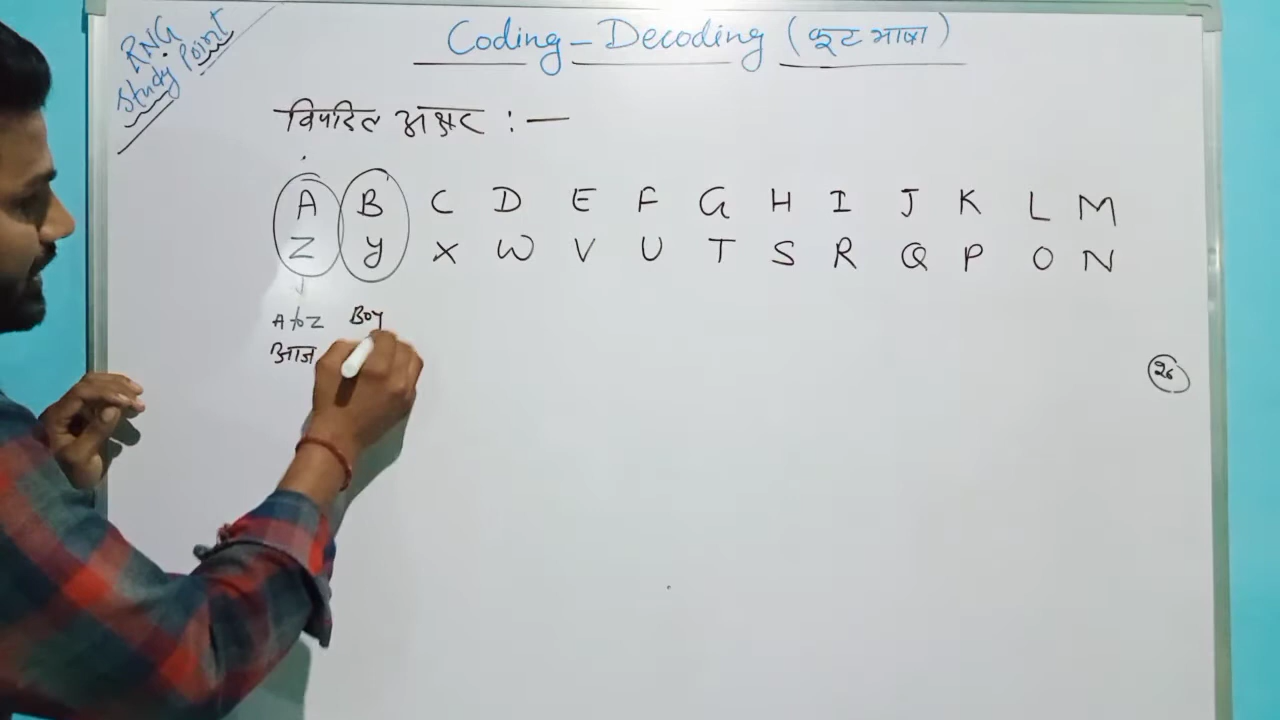 RNG
Study Point
Coding-Decoding (कूट भाषा)
विपरित अक्षर :—
A B C D E F G H I J K L M
Z Y X W V U T S R Q P O N
A to Z Boy
आज
26